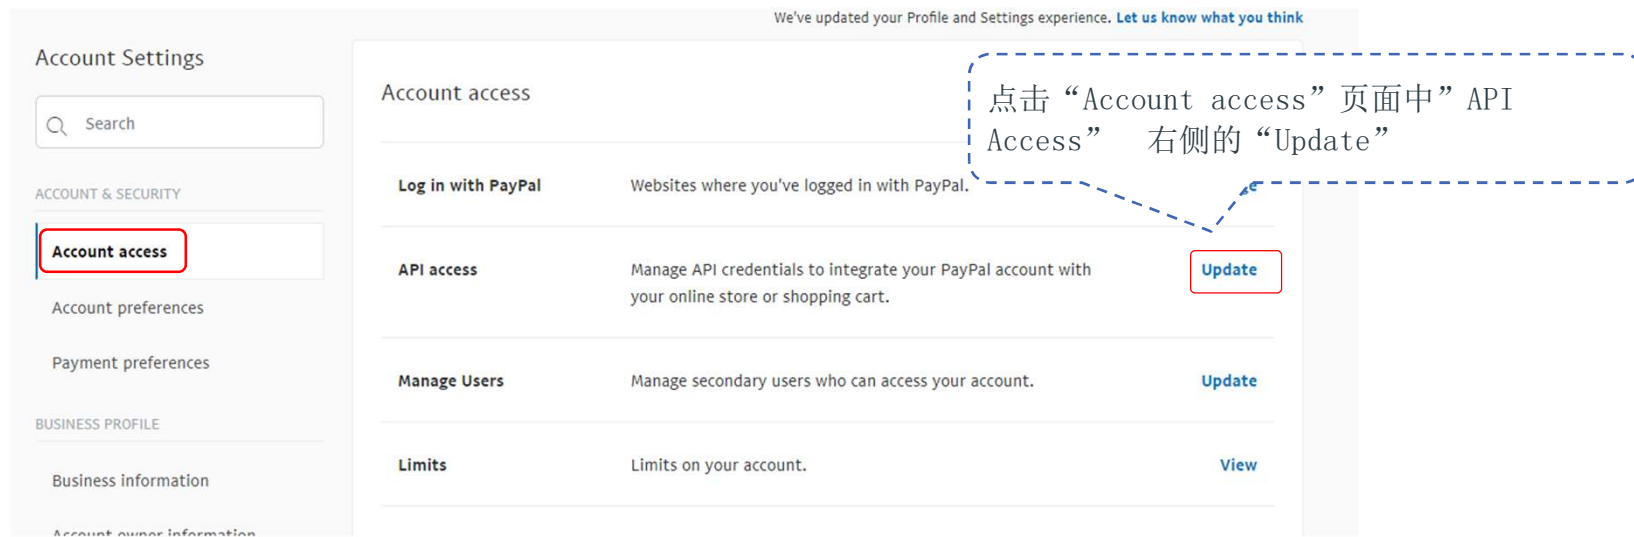 We've updated your Profile and Settings experience. Let us know what you think
Account Settings
Search
ACCOUNT & SECURITY
Account access
Account preferences
Payment preferences
BUSINESS PROFILE
Business information
Account owner information
Account access
点击“Account access”页面中”API
Access” 右侧的“Update”
Log in with PayPal Websites where you've logged in with PayPal.
API access Manage API credentials to integrate your PayPal account with Update
your online store or shopping cart.
Manage Users Manage secondary users who can access your account. Update
Limits Limits on your account. View